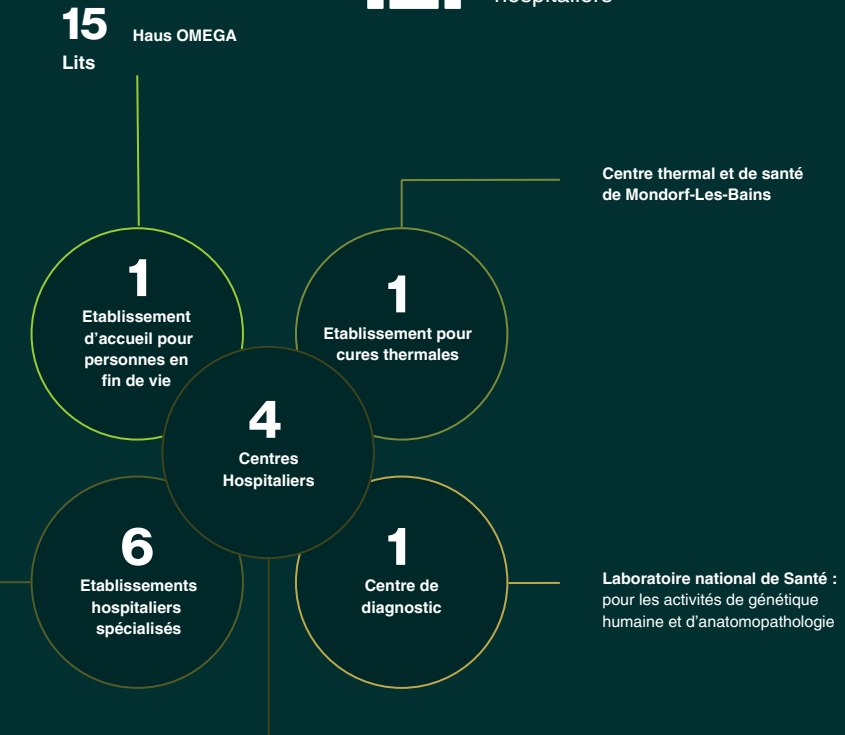 hospitaliers
15
Haus OMEGA
Lits
Centre thermal et de santé
de Mondorf-Les-Bains
1
Etablissement
d’accueil pour
personnes en
fin de vie
1
Etablissement pour
cures thermales
4
Centres
Hospitaliers
6
Etablissements
hospitaliers
spécialisés
1
Centre de
diagnostic
Laboratoire national de Santé :
pour les activités de génétique
humaine et d’anatomopathologie